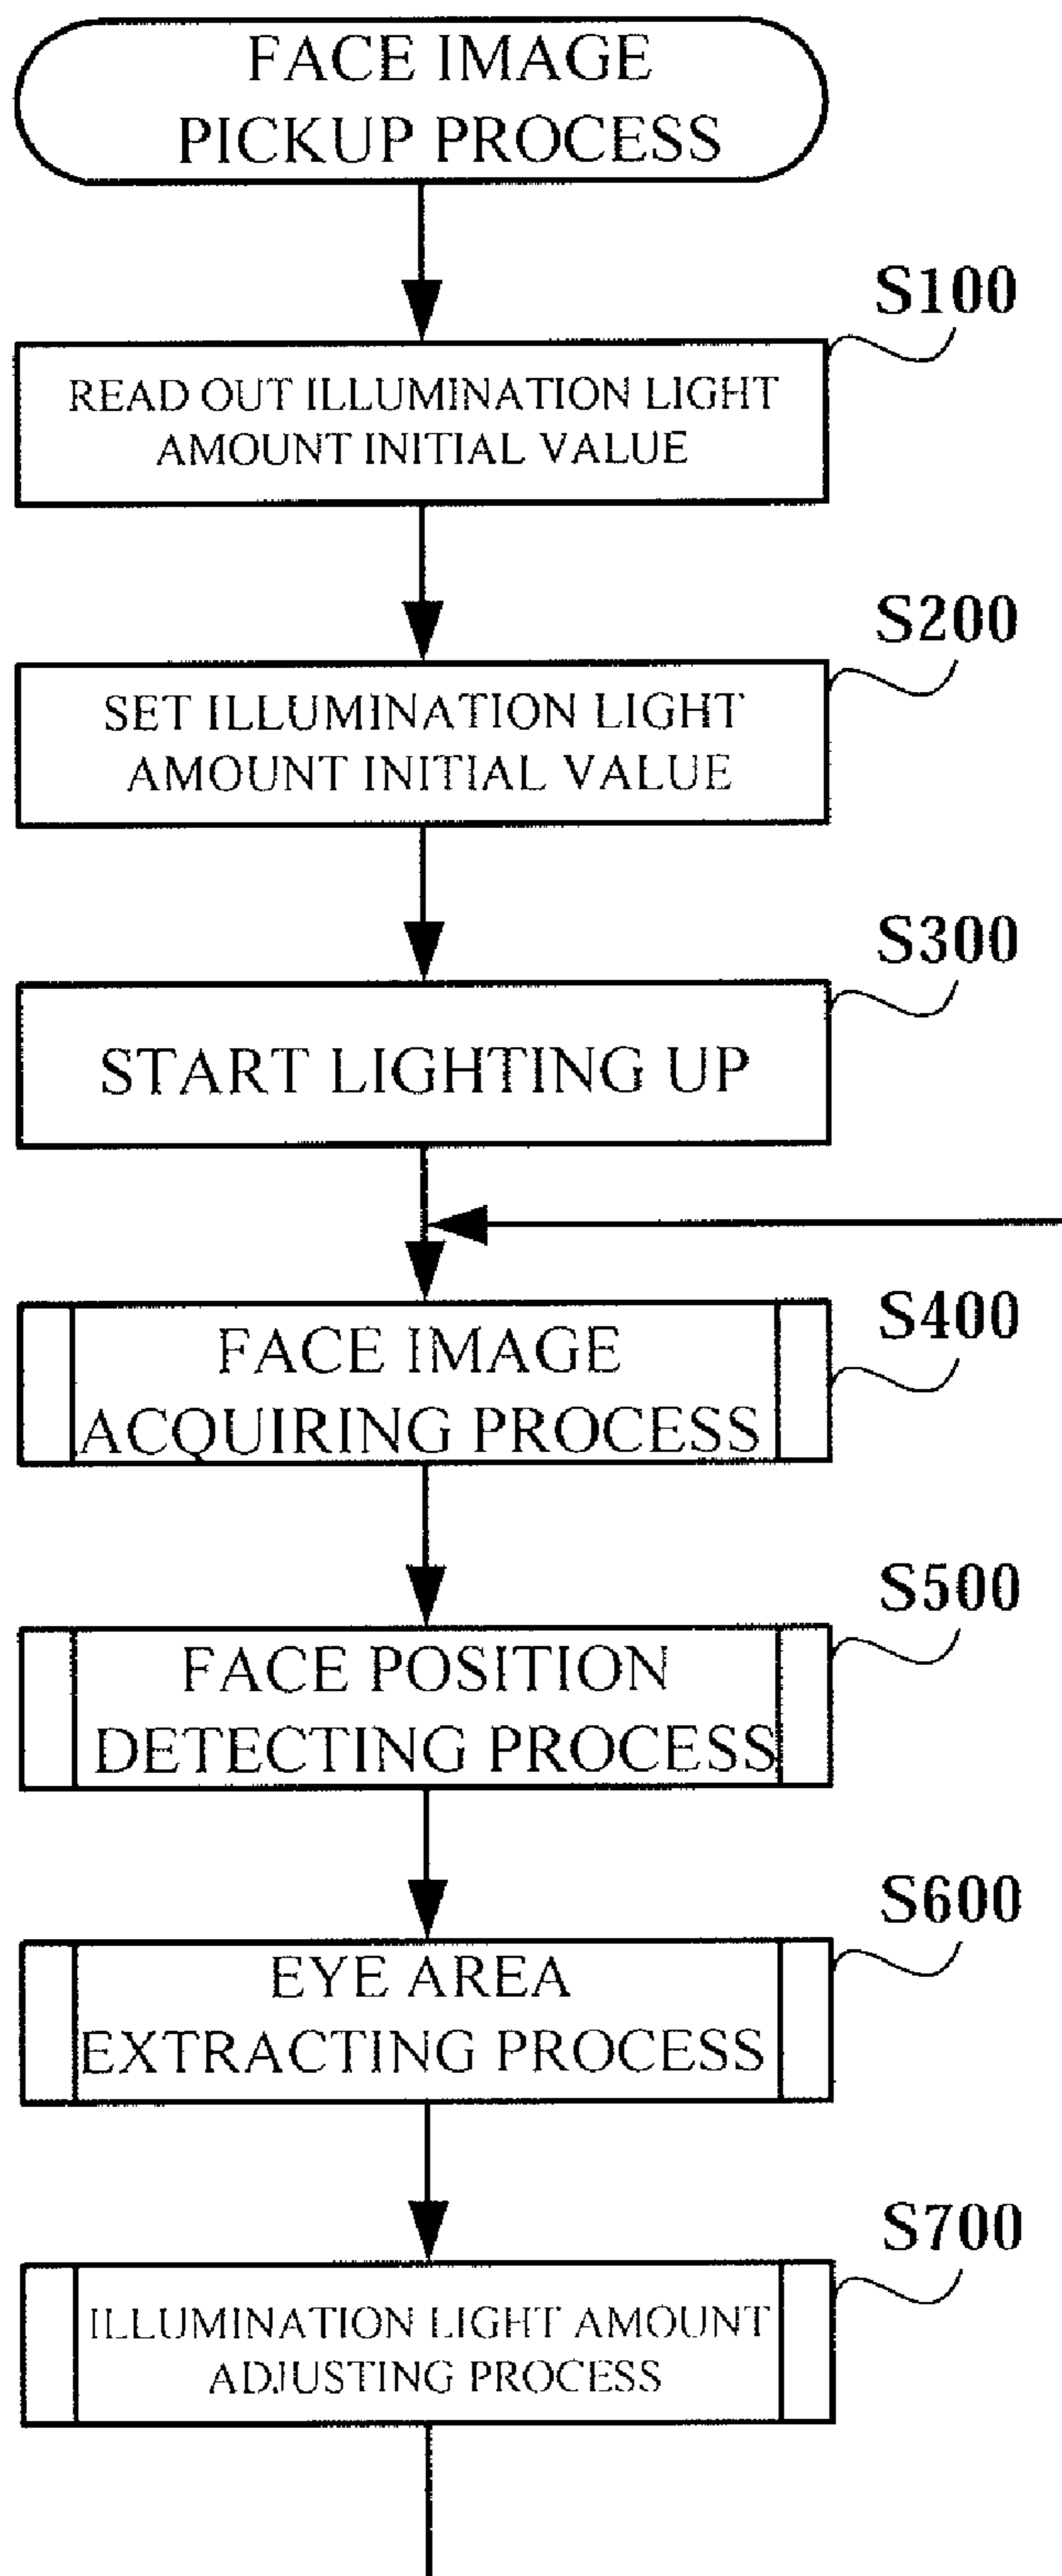 FACE IMAGE
PICKUP PROCESS
S100
READ OUT ILLUMINATION LIGHT
AMOUNT INITIAL VALUE
S200
SET ILLUMINATION LIGHT
AMOUNT INITIAL VALUE
S300
START LIGHTING UP
S400
FACE IMAGE
ACQUIRING PROCESS
S500
FACE POSITION
DETECTING PROCESS
S600
EYE AREA
EXTRACTING PROCESS
S700
ILLUMINATION LIGHT AMOUNT
ADJUSTING PROCESS